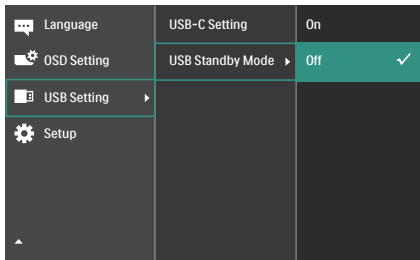 Language
OSD Setting
USB Setting
Setup
USB-C Setting
USB Standby Mode
On
Off